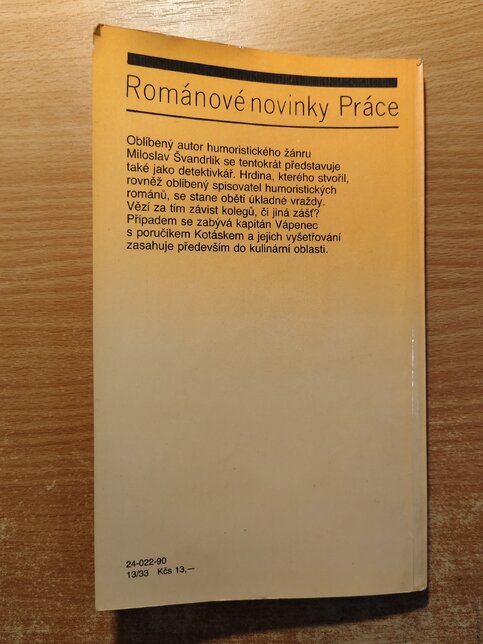 Románové novinky Práce
Oblíbený autor humoristického žánru
Miloslav Švandrlík se tentokrát představuje
také jako detektivkář. Hrdina, kterého stvořil,
rovněž oblíbený spisovatel humoristických
románů, se stane obětí úkladné vraždy.
Vězí za tím závist kolegů, či jiná zášť?
Případem se zabývá kapitán Vápenec
s poručíkem Kotáskem a jejich vyšetřování
zasahuje především do kulinární oblasti.
24-022-90
13/33 Kčs 13,—